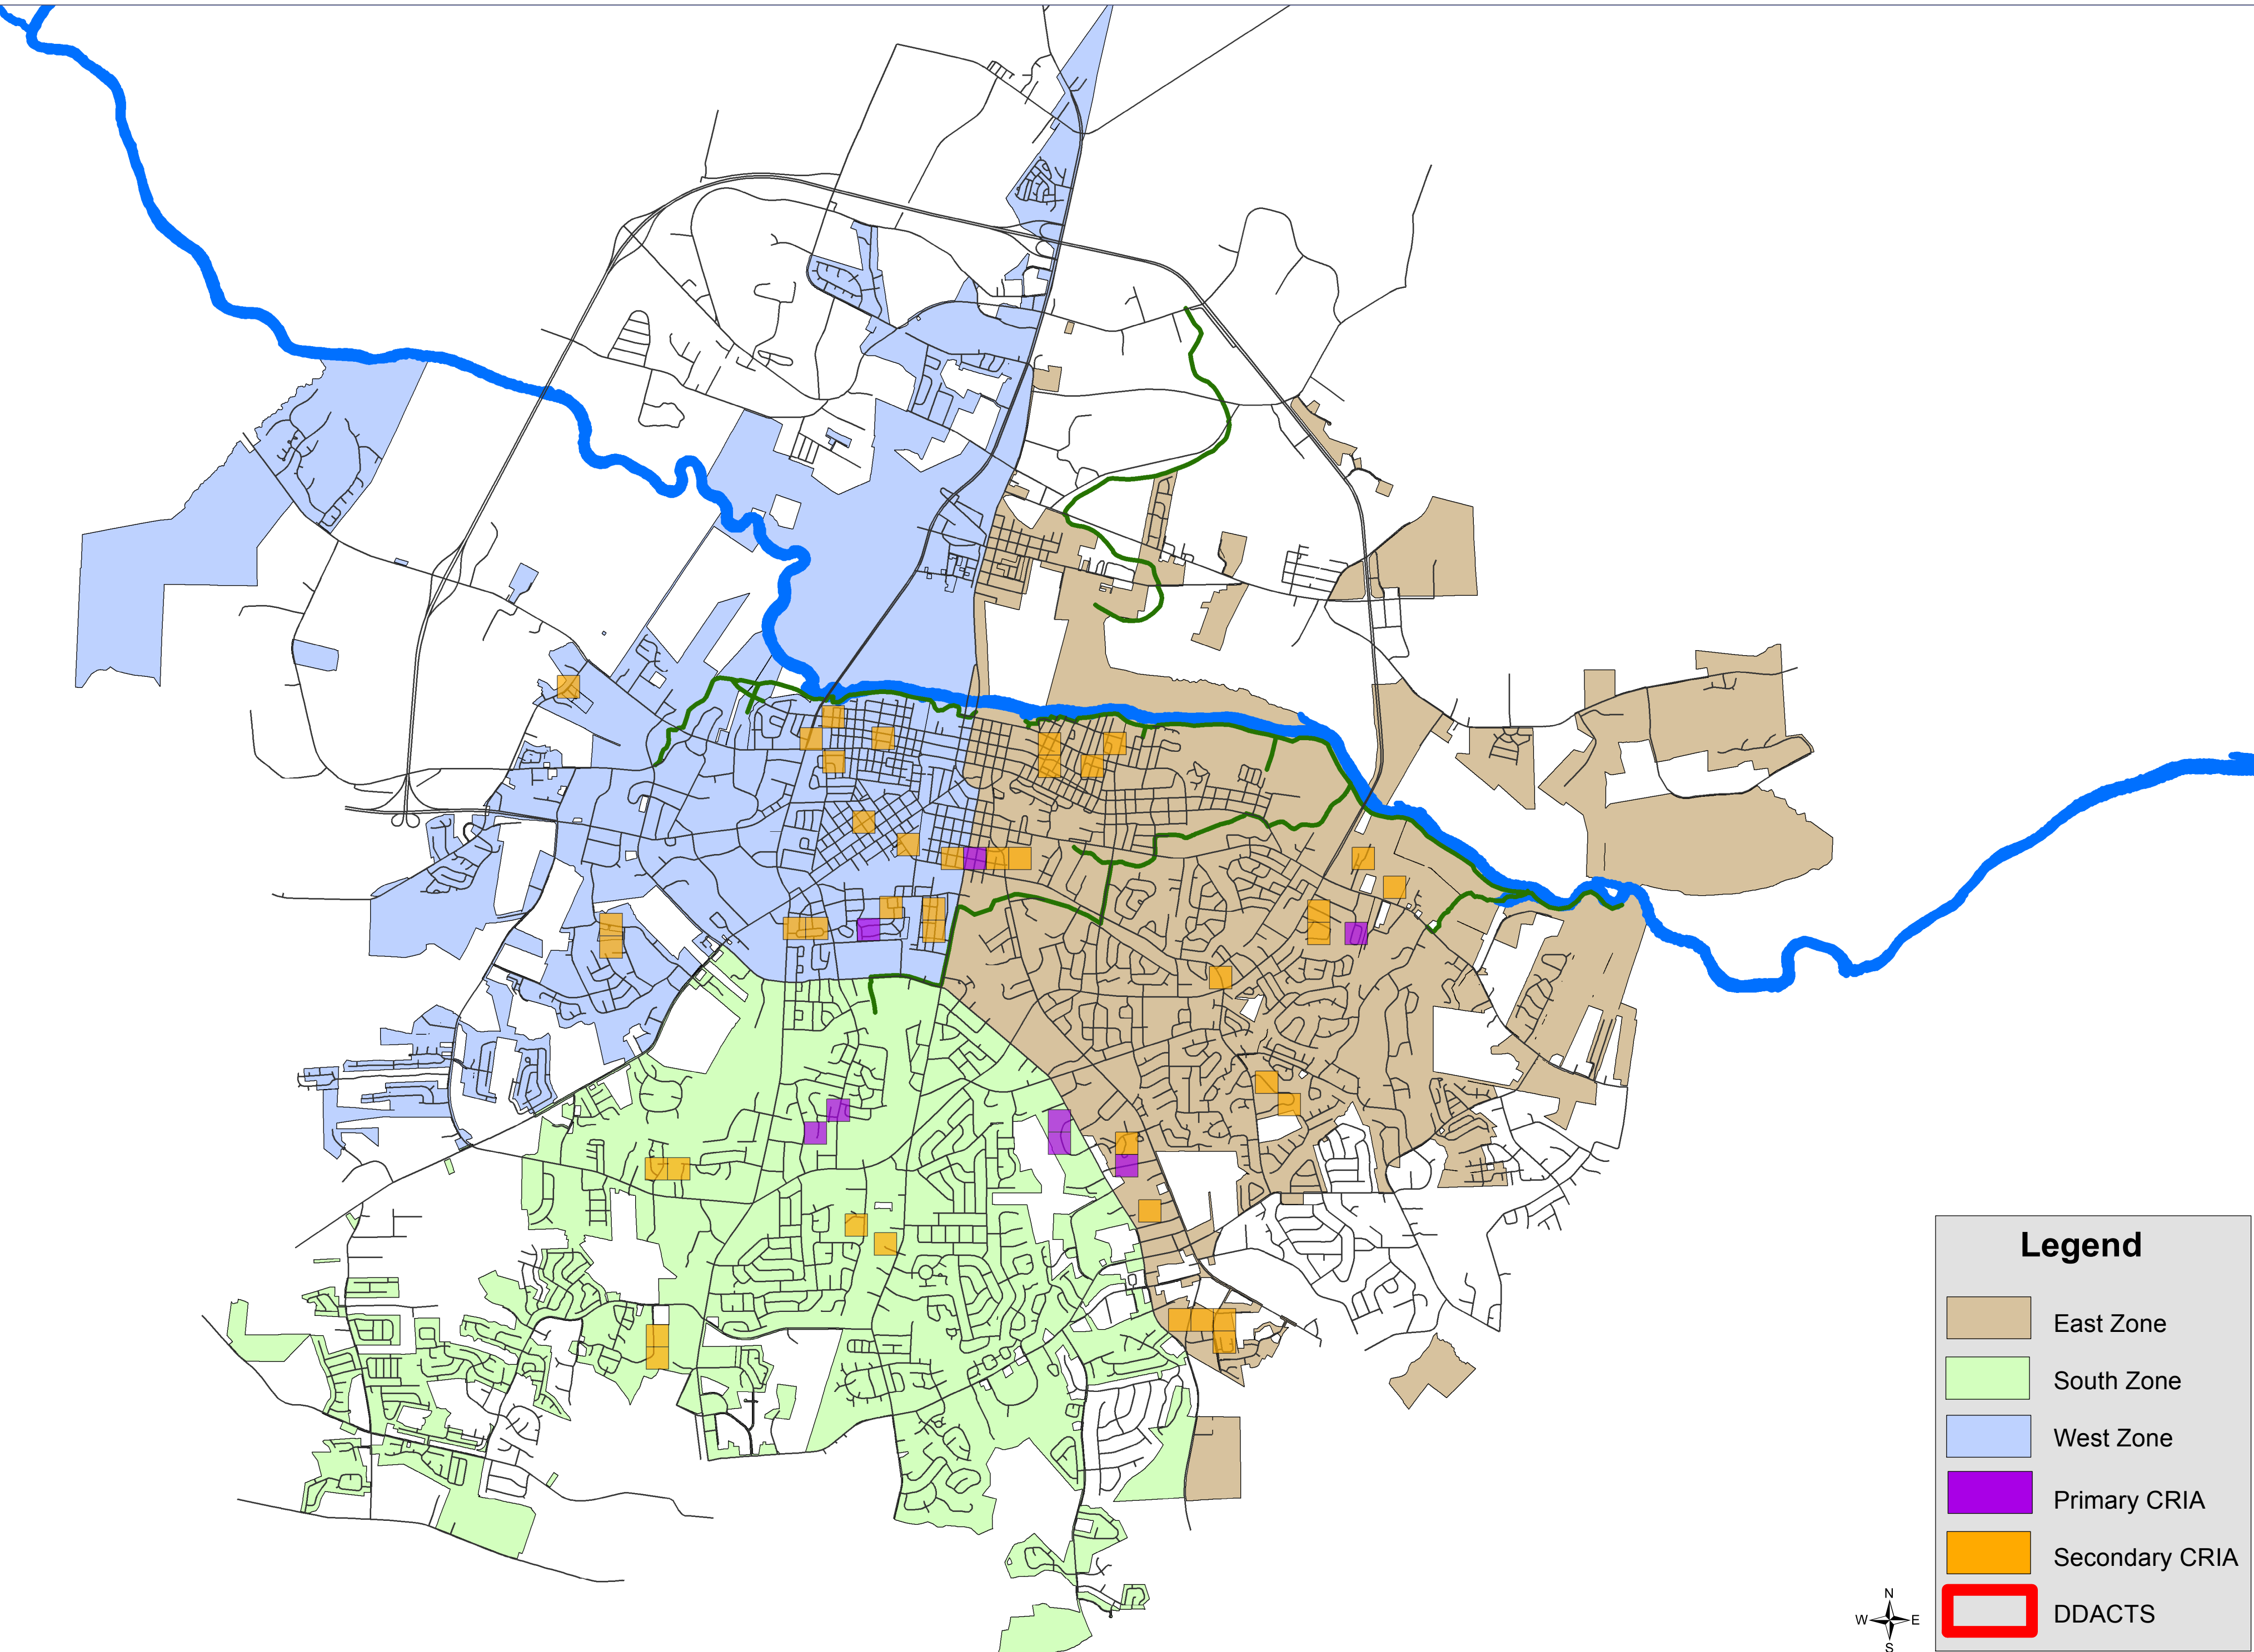 Legend
East Zone
South Zone
West Zone
Primary CRIA
Secondary CRIA
DDACTS
N
W E
S